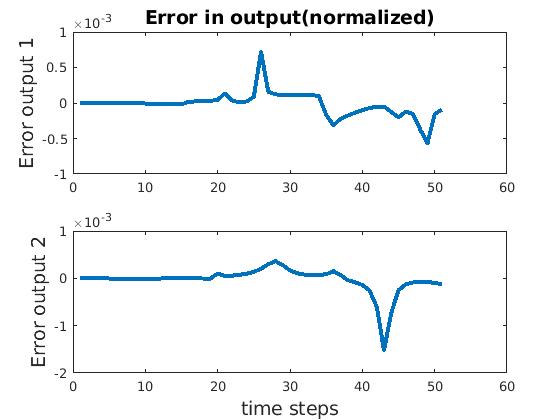 Error in output(normalized)
×10-3
1
0.5
0
-0.5
-1
Error output 1
0 10 20 30 40 50 60
×10-3
1
0
-1
-2
Error output 2
0 10 20 30 40 50 60
time steps